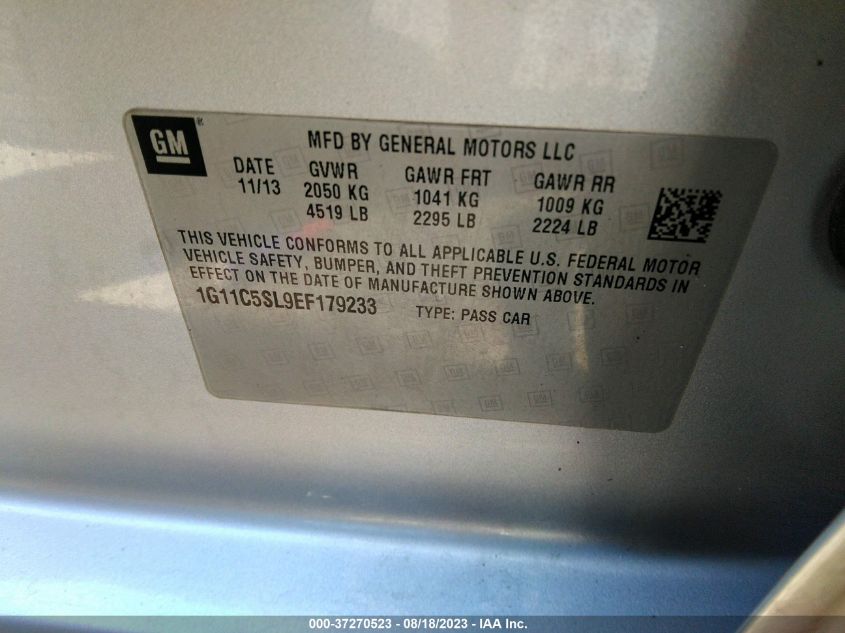 GM
MFD BY GENERAL MOTORS LLC
DATE GVWR GAWR FRT GAWR RR
11/13 2050 KG 1041 KG 1009 KG
4519 LB 2295 LB 2224 LB
THIS VEHICLE CONFORMS TO ALL APPLICABLE U.S. FEDERAL MOTOR
VEHICLE SAFETY, BUMPER, AND THEFT PREVENTION STANDARDS IN
EFFECT ON THE DATE OF MANUFACTURE SHOWN ABOVE.
1G11C5SL9EF179233 TYPE: PASS CAR
000-37270523 - 08/18/2023 - IAA Inc.